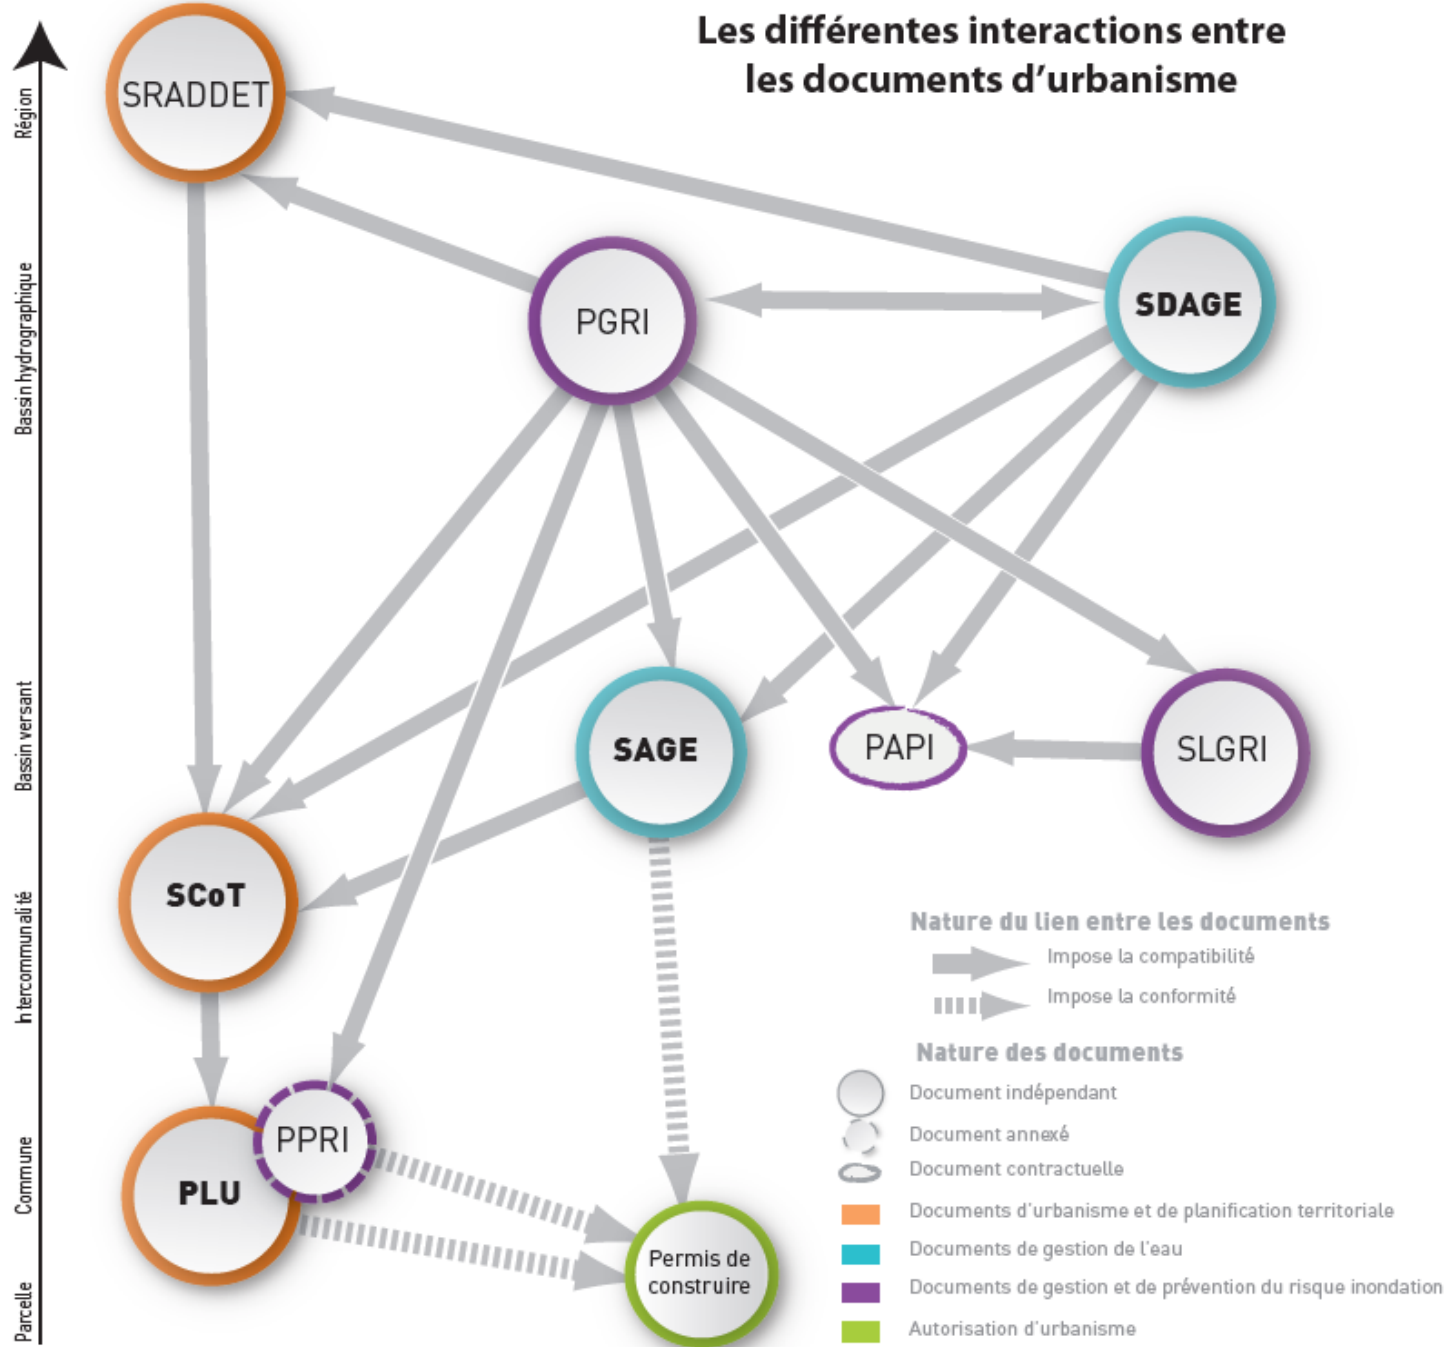 Les différentes interactions entre
les documents d'urbanisme
Région
Bassin hydrographique
Bassin versant
Intercommunalité
Commune
Parcelle
SRADDET
PGRI
SDAGE
SAGE
PAPI
SLGRI
SCoT
PPRI
PLU
Permis de
construire
Nature du lien entre les documents
Impose la compatibilité
Impose la conformité
Nature des documents
Document indépendant
Document annexé
Document contractuelle
Documents d'urbanisme et de planification territoriale
Documents de gestion de l'eau
Documents de gestion et de prévention du risque inondation
Autorisation d'urbanisme